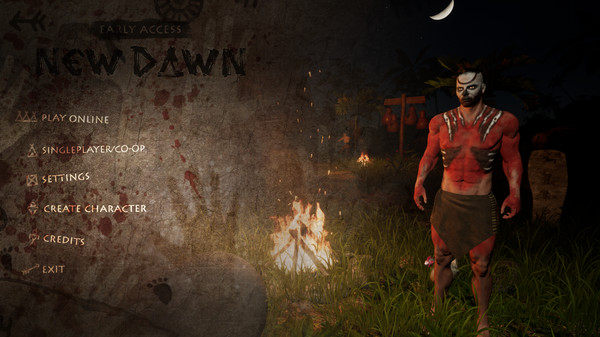 EARLY ACCESS
NEW DAWN
PLAY ONLINE
SINGLEPLAYER/CO-OP
SETTINGS
CREATE CHARACTER
CREDITS
EXIT